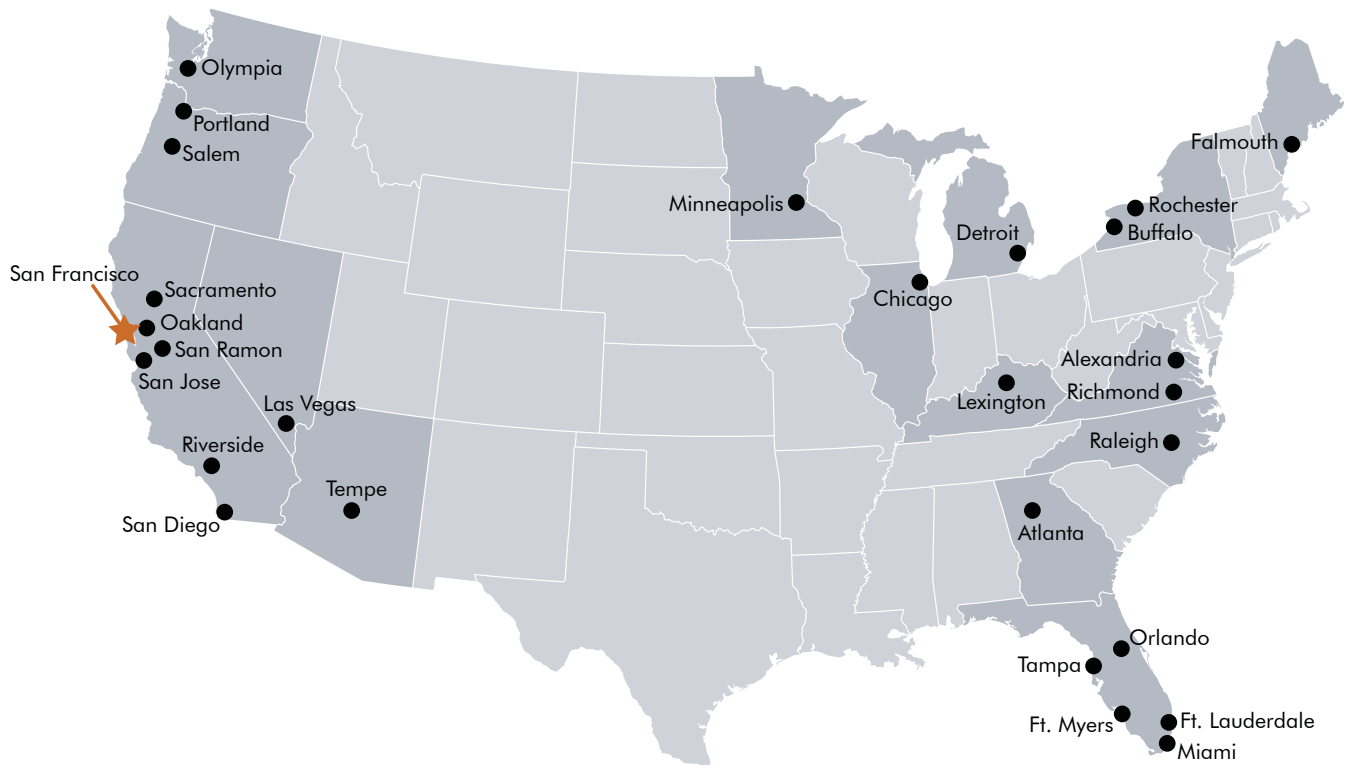 Olympia
Portland
Salem
Falmouth
Minneapolis
Rochester
Buffalo
Detroit
San Francisco
Sacramento
Chicago
Oakland
San Ramon
San Jose
Alexandria
Richmond
Lexington
Las Vegas
Riverside
Raleigh
Tempe
San Diego
Atlanta
Orlando
Tampa
Ft. Myers
Ft. Lauderdale
Miami